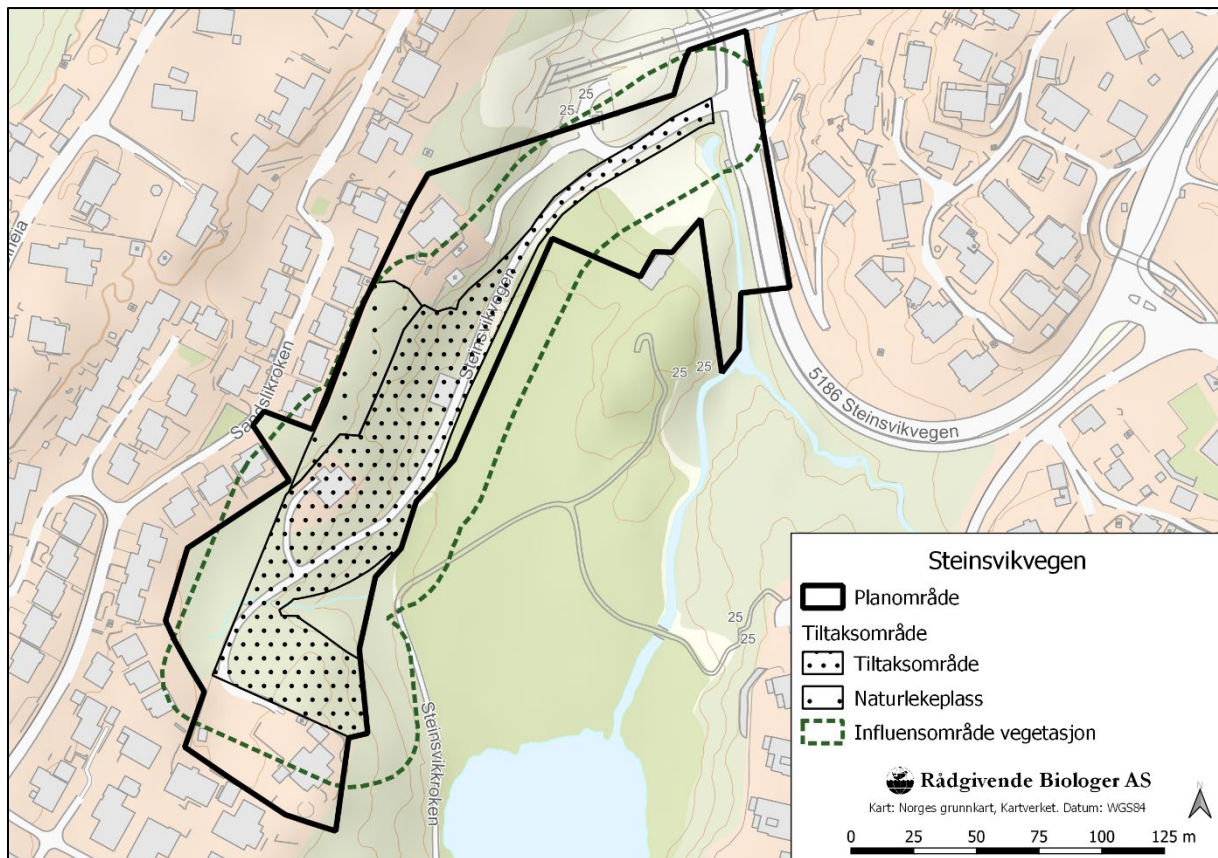 25
25
Sandslikroken
Steinsvikvegen
25
25
5186 Steinsvikvegen
25
25
Steinsvikkroken
Steinsvikvegen
Planområde
Tiltaksområde
Tiltaksområde
Naturlekeplass
Influensområde vegetasjon
Rådgivende Biologer AS
Kart: Norges grunnkart, Kartverket. Datum: WGS84
N
0 25 50 75 100 125 m